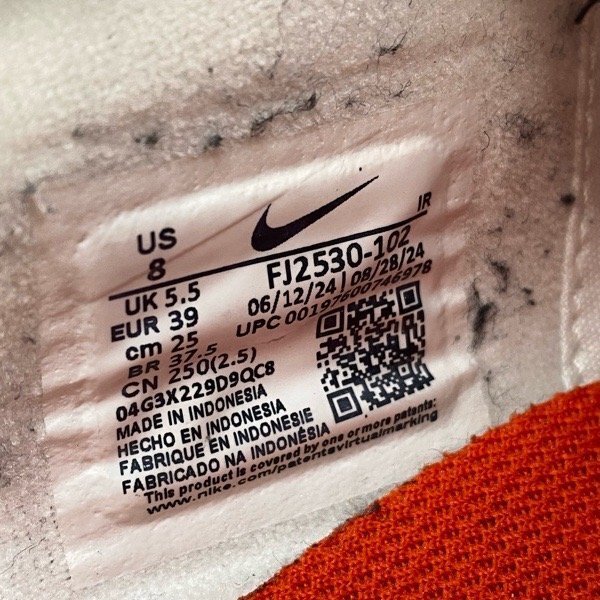 IR
US
8
FJ2530-102
UK 5.5
06/12/24 | 08/28/24
EUR 39
UPC 00197600746978
cm 25
BR 37.5
CN 250(2.5)
04G3X229D9QC8
MADE IN INDONESIA
HECHO EN INDONESIA
FABRIQUE EN INDONESIE
FABRICADO NA INDONÉSIA
This product is covered by one or more patents:
www.nike.com/patentsvirtualmarking